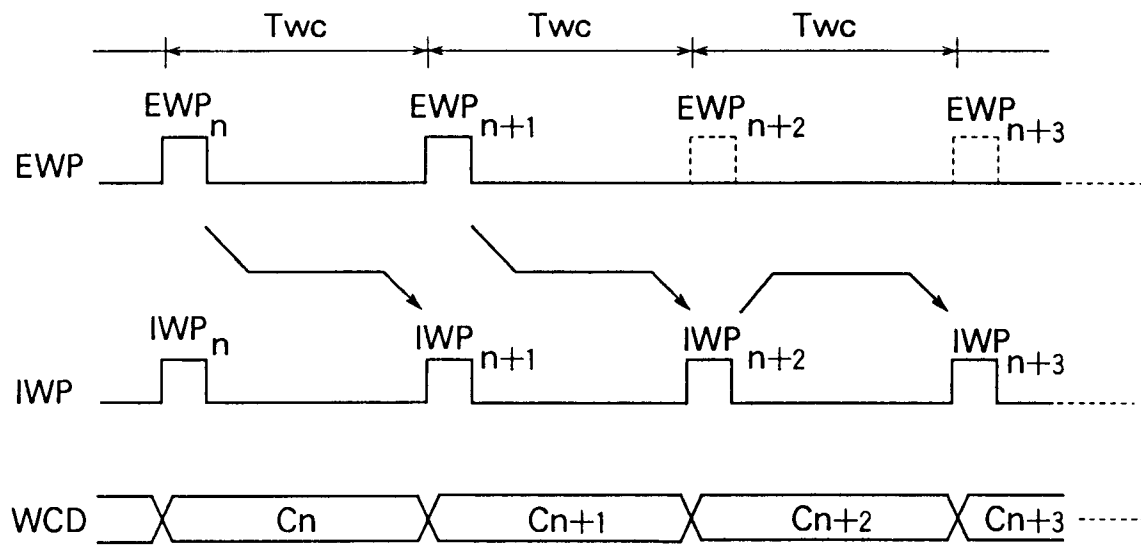 Twc Twc Twc
EWPn EWPn+1 EWPn+2 EWPn+3
EWP
IWPn IWPn+1 IWPn+2 IWPn+3
IWP
WCD Cn Cn+1 Cn+2 Cn+3